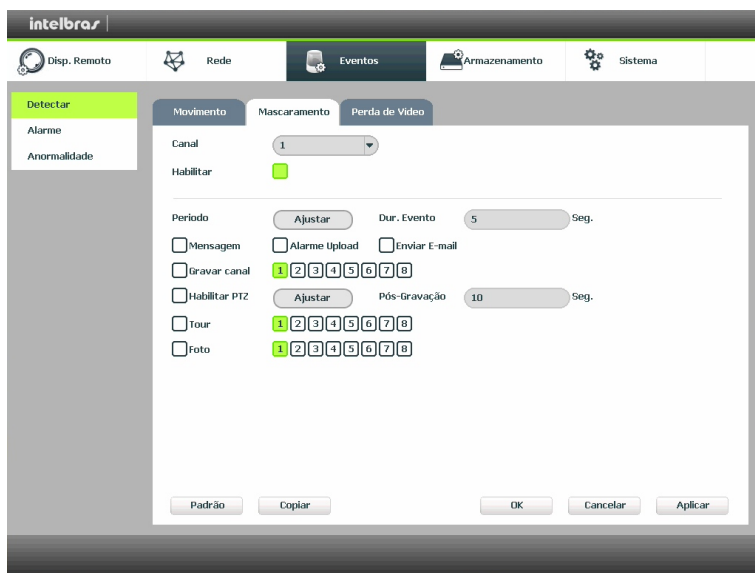 intelbras
Disp. Remoto Rede Eventos Armazenamento Sistema
Detectar
Alarme
Anormalidade
Movimento Mascaramento Perda de Vídeo
Canal 1
Habilitar
Período Ajustar Dur. Evento 5 Seg.
Mensagem Alarme Upload Enviar E-mail
Gravar canal 1 2 3 4 5 6 7 8
Habilitar PTZ Ajustar Pós-Gravação 10 Seg.
Tour 1 2 3 4 5 6 7 8
Foto 1 2 3 4 5 6 7 8
Padrão Copiar OK Cancelar Aplicar